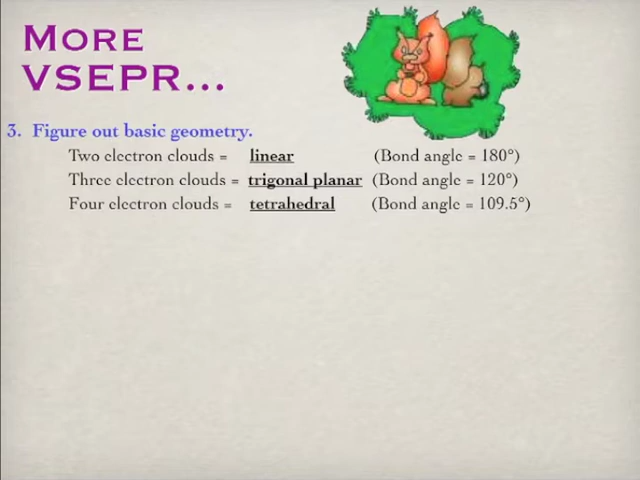 More
VSEPR...
3. Figure out basic geometry.
Two electron clouds = linear (Bond angle = 180°)
Three electron clouds = trigonal planar (Bond angle = 120°)
Four electron clouds = tetrahedral (Bond angle = 109.5°)